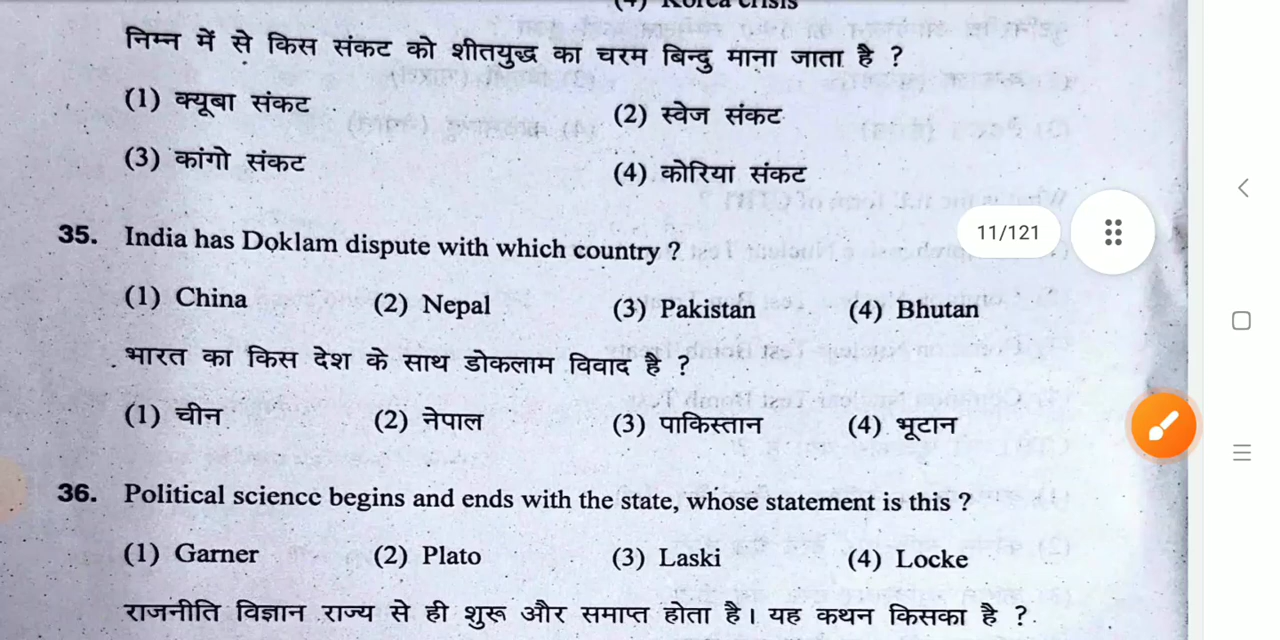 (4) Korea crisis
निम्न में से किस संकट को शीतयुद्ध का चरम बिन्दु माना जाता है ?
(1) क्यूबा संकट (2) स्वेज संकट
(3) कांगो संकट (4) कोरिया संकट
35. India has Doklam dispute with which country ?
11/121
(1) China (2) Nepal (3) Pakistan (4) Bhutan
भारत का किस देश के साथ डोकलाम विवाद है ?
(1) चीन (2) नेपाल (3) पाकिस्तान (4) भूटान
36. Political science begins and ends with the state, whose statement is this ?
(1) Garner (2) Plato (3) Laski (4) Locke
राजनीति विज्ञान राज्य से ही शुरू और समाप्त होता है। यह कथन किसका है ?